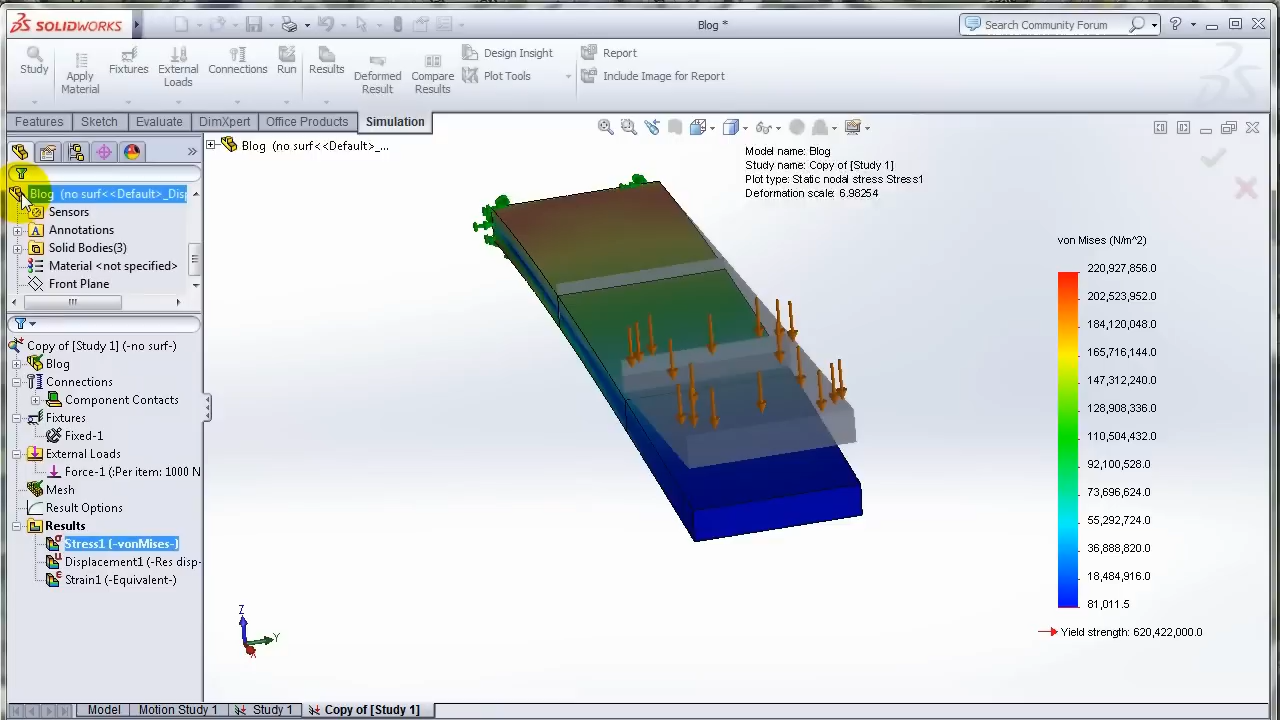 SOLIDWORKS
Blog *
Search Community Forum
Study
Apply Material
Fixtures
External Loads
Connections
Run
Results
Deformed Result
Compare Results
Design Insight
Plot Tools
Report
Include Image for Report
Features
Sketch
Evaluate
DimXpert
Office Products
Simulation
Blog (no surf<<Default>_...
Blog (no surf<<Default>_Disp
Sensors
Annotations
Solid Bodies(3)
Material <not specified>
Front Plane
Copy of [Study 1] (-no surf-)
Blog
Connections
Component Contacts
Fixtures
Fixed-1
External Loads
Force-1 (:Per item: 1000 N
Mesh
Result Options
Results
Stress1 (-vonMises-)
Displacement1 (-Res disp-
Strain1 (-Equivalent-)
Model name: Blog
Study name: Copy of [Study 1]
Plot type: Static nodal stress Stress1
Deformation scale: 6.98254
von Mises (N/m^2)
220,927,856.0
202,523,952.0
184,120,048.0
165,716,144.0
147,312,240.0
128,908,336.0
110,504,432.0
92,100,528.0
73,696,624.0
55,292,724.0
36,888,820.0
18,484,916.0
81,011.5
Yield strength: 620,422,000.0
Z
Y
X
Model
Motion Study 1
Study 1
Copy of [Study 1]